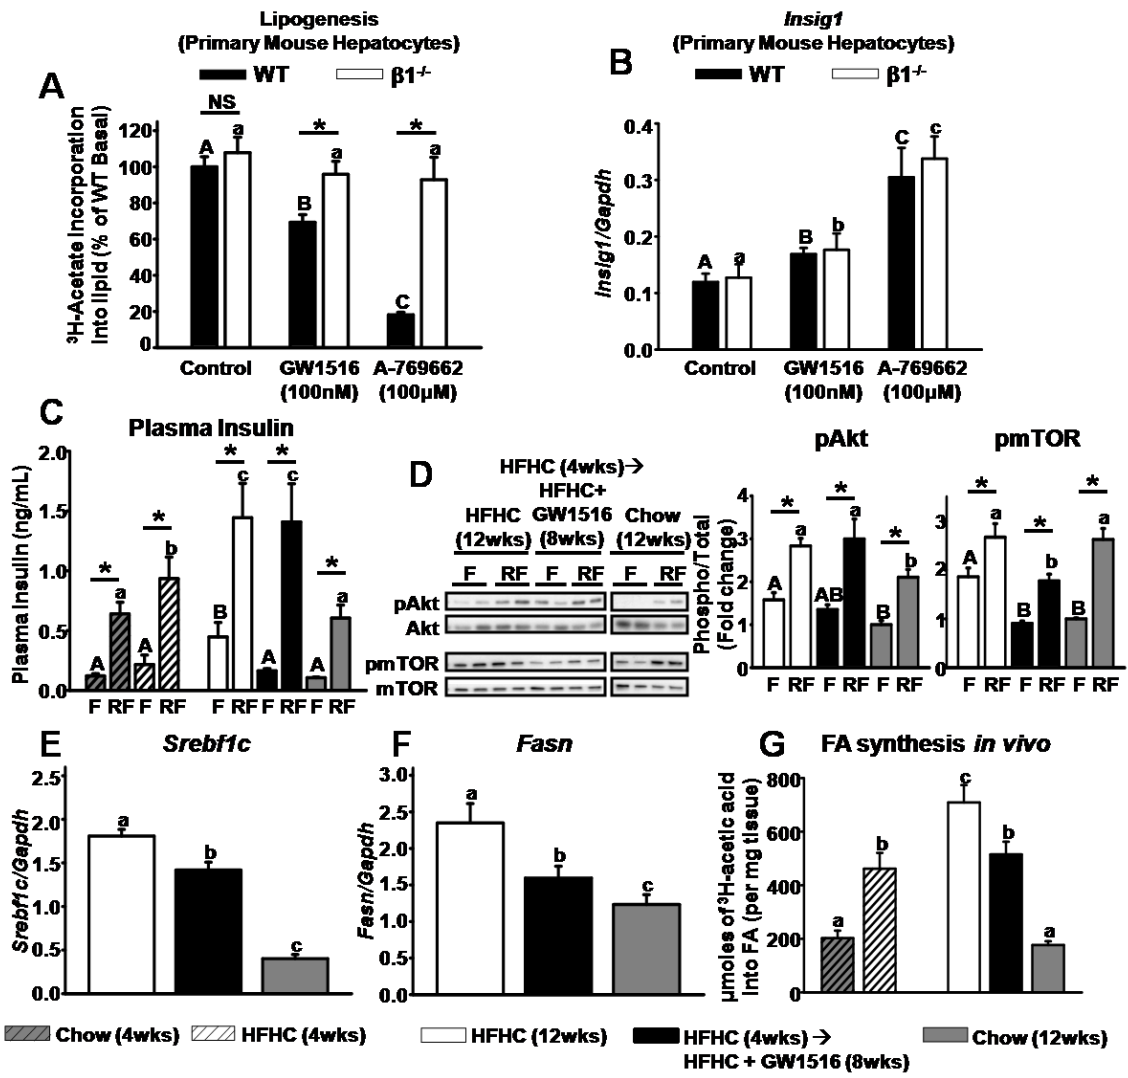 Lipogenesis
(Primary Mouse Hepatocytes)
WT
β1-/-
A
NS
*
*
A
a
B
a
C
a
³H-Acetate Incorporation
Into lipid (% of WT Basal)
120
100
80
60
40
20
0
Control
GW1516
(100nM)
A-769662
(100µM)
Insig1
(Primary Mouse Hepatocytes)
B
WT
β1-/-
Insig1/Gapdh
0.4
0.3
0.2
0.1
0.0
A
a
B
b
C
c
Control
GW1516
(100nM)
A-769662
(100µM)
C
Plasma Insulin
Plasma Insulin (ng/mL)
2.0
1.5
1.0
0.5
0.0
*
*
*
*
*
A
a
A
b
B
c
A
c
A
a
F RF F RF F RF F RF F RF
D
HFHC (4wks)→
HFHC+
HFHC GW1516 Chow
(12wks) (8wks) (12wks)
F RF F RF F RF
pAkt
Akt
pmTOR
mTOR
pAkt
Phospho/Total
(Fold change)
4
3
2
1
0
*
*
*
A
a
AB
a
B
b
F RF F RF F RF
pmTOR
3
2
1
0
*
*
*
A
a
B
b
B
a
F RF F RF F RF
E
Srebf1c
Srebf1c/Gapdh
2.5
2.0
1.5
1.0
0.5
0.0
a
b
c
F
Fasn
Fasn/Gapdh
3.0
2.5
2.0
1.5
1.0
0.5
0.0
a
b
c
G
FA synthesis in vivo
µmoles of ³H-acetic acid
into FA (per mg tissue)
800
600
400
200
0
a
b
c
b
a
Chow (4wks)
HFHC (4wks)
HFHC (12wks)
HFHC (4wks) →
HFHC + GW1516 (8wks)
Chow (12wks)